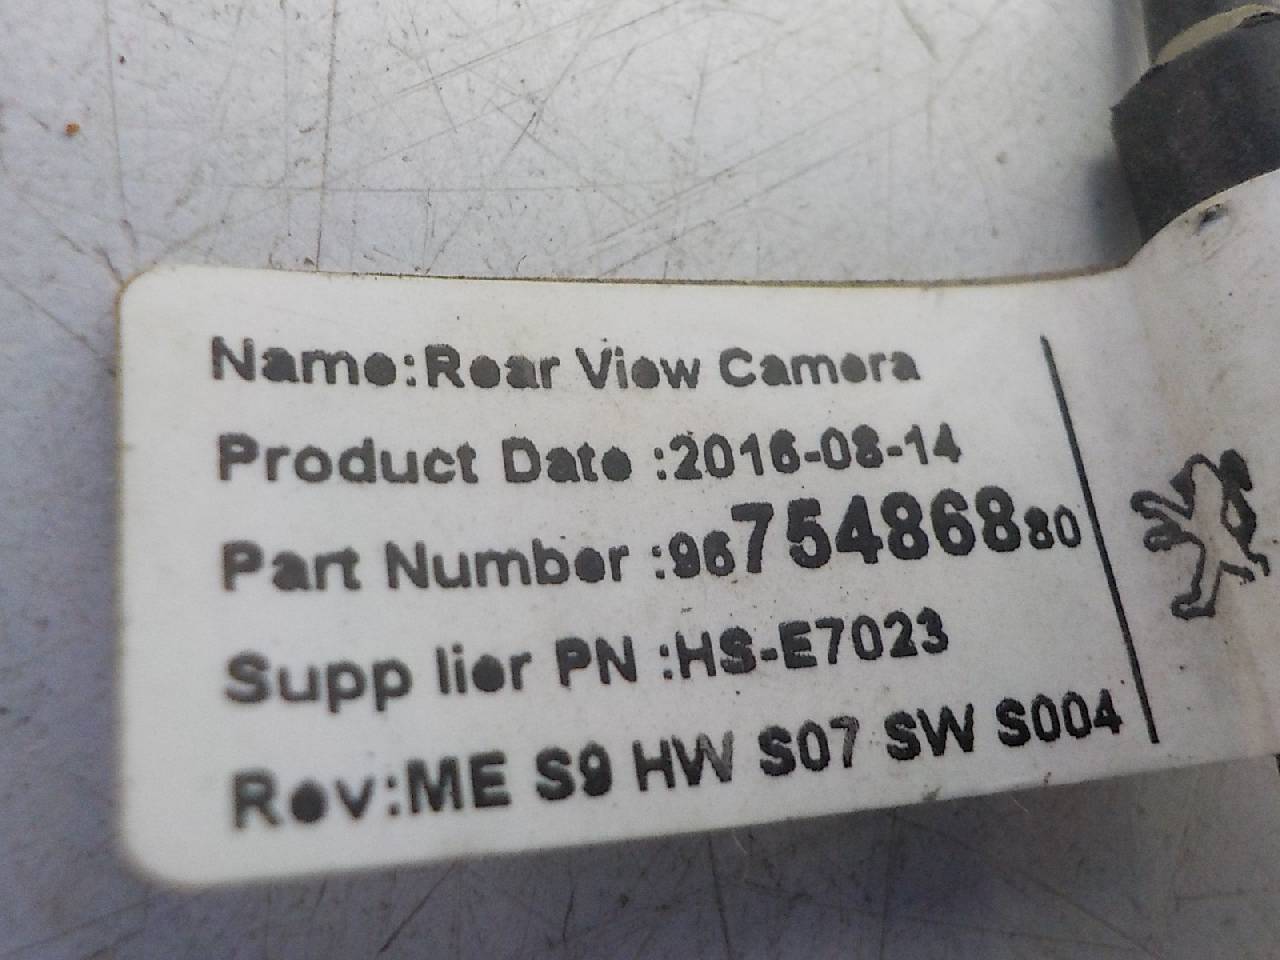 Name:Rear View Camera
Product Date :2016-08-14
Part Number :9675486880
Supp lier PN :HS-E7023
Rev:ME S9 HW S07 SW S004